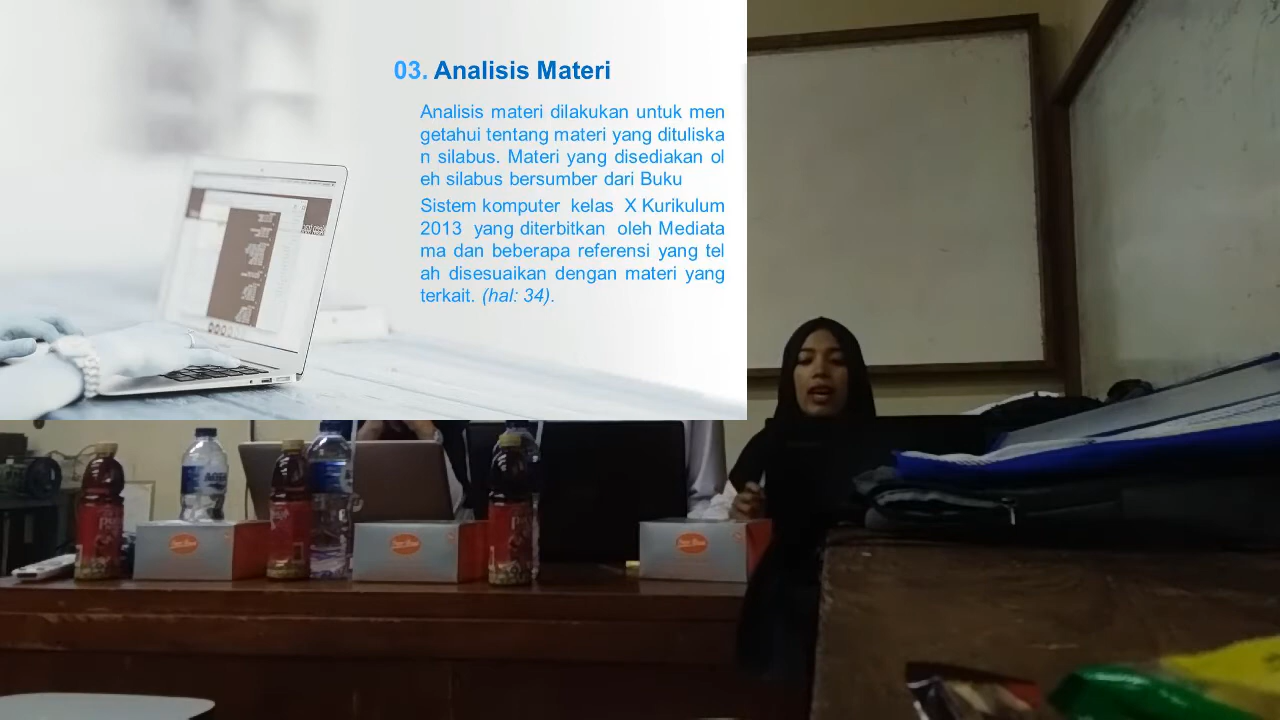 03. Analisis Materi
Analisis materi dilakukan untuk men
getahui tentang materi yang dituliska
n silabus. Materi yang disediakan ol
eh silabus bersumber dari Buku
Sistem komputer kelas X Kurikulum
2013 yang diterbitkan oleh Mediata
ma dan beberapa referensi yang tel
ah disesuaikan dengan materi yang
terkait. (hal: 34).